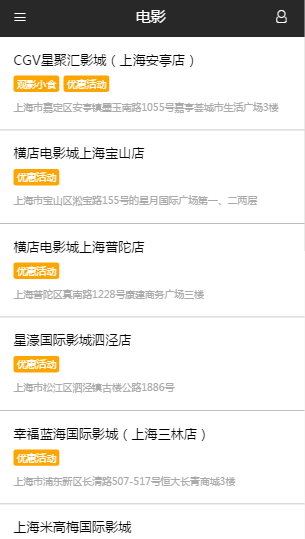 电影
CGV星聚汇影城（上海安亭店）
观影小食 优惠活动
上海市嘉定区安亭镇墨玉南路1055号嘉亭荟城市生活广场3楼
横店电影城上海宝山店
优惠活动
上海市宝山区淞宝路155号的星月国际广场第一、二两层
横店电影城上海普陀店
优惠活动
上海普陀区真南路1228号康建商务广场三楼
星濠国际影城泗泾店
优惠活动
上海市松江区泗泾镇古楼公路1886号
幸福蓝海国际影城（上海三林店）
优惠活动
上海市浦东新区长清路507-517号恒大长青商城3楼
上海米高梅国际影城